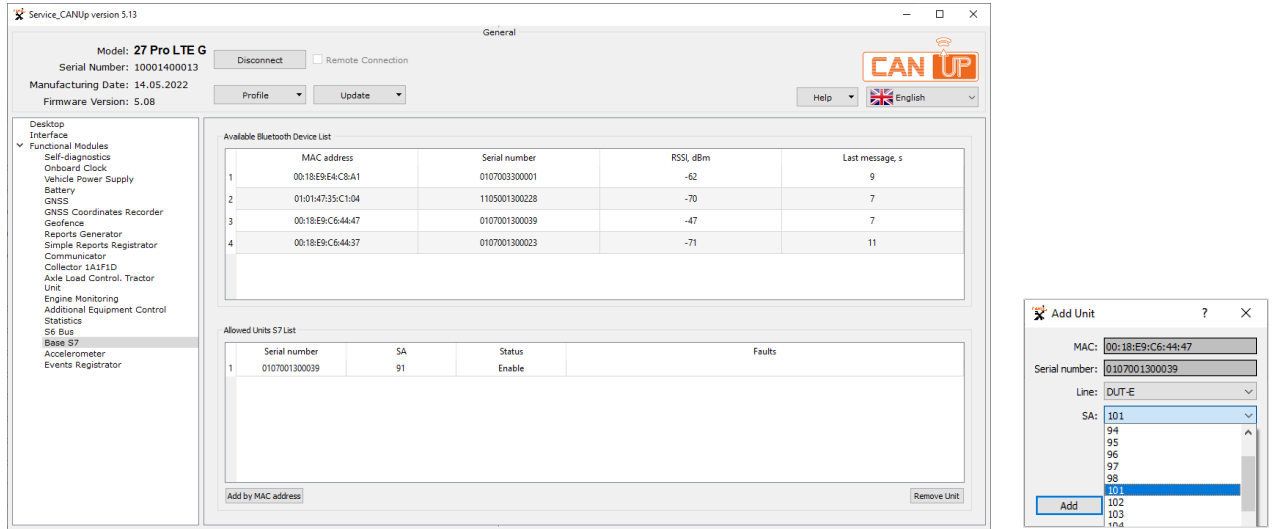 Service_CANUp version 5.13
General
Model: 27 Pro LTE G
Serial Number: 10001400013
Manufacturing Date: 14.05.2022
Firmware Version: 5.08
Disconnect
Remote Connection
Profile
Update
CAN UP
Help
English
Desktop
Interface
Functional Modules
Self-diagnostics
Onboard Clock
Vehicle Power Supply
Battery
GNSS
GNSS Coordinates Recorder
Geofence
Reports Generator
Simple Reports Registrator
Communicator
Collector 1A1F1D
Axle Load Control. Tractor
Unit
Engine Monitoring
Additional Equipment Control
Statistics
S6 Bus
Base S7
Accelerometer
Events Registrator
Available Bluetooth Device List
MAC address Serial number RSSI, dBm Last message, s
1 00:18:E9:E4:C8:A1 0107003300001 -62 9
2 01:01:47:35:C1:04 1105001300228 -70 7
3 00:18:E9:C6:44:47 0107001300039 -47 7
4 00:18:E9:C6:44:37 0107001300023 -71 11
Allowed Units S7 List
Serial number SA Status Faults
1 0107001300039 91 Enable
Add by MAC address
Remove Unit
Add Unit
?
MAC: 00:18:E9:C6:44:47
Serial number: 0107001300039
Line: DUT-E
SA: 101
94
95
96
97
98
101
102
103
104
Add